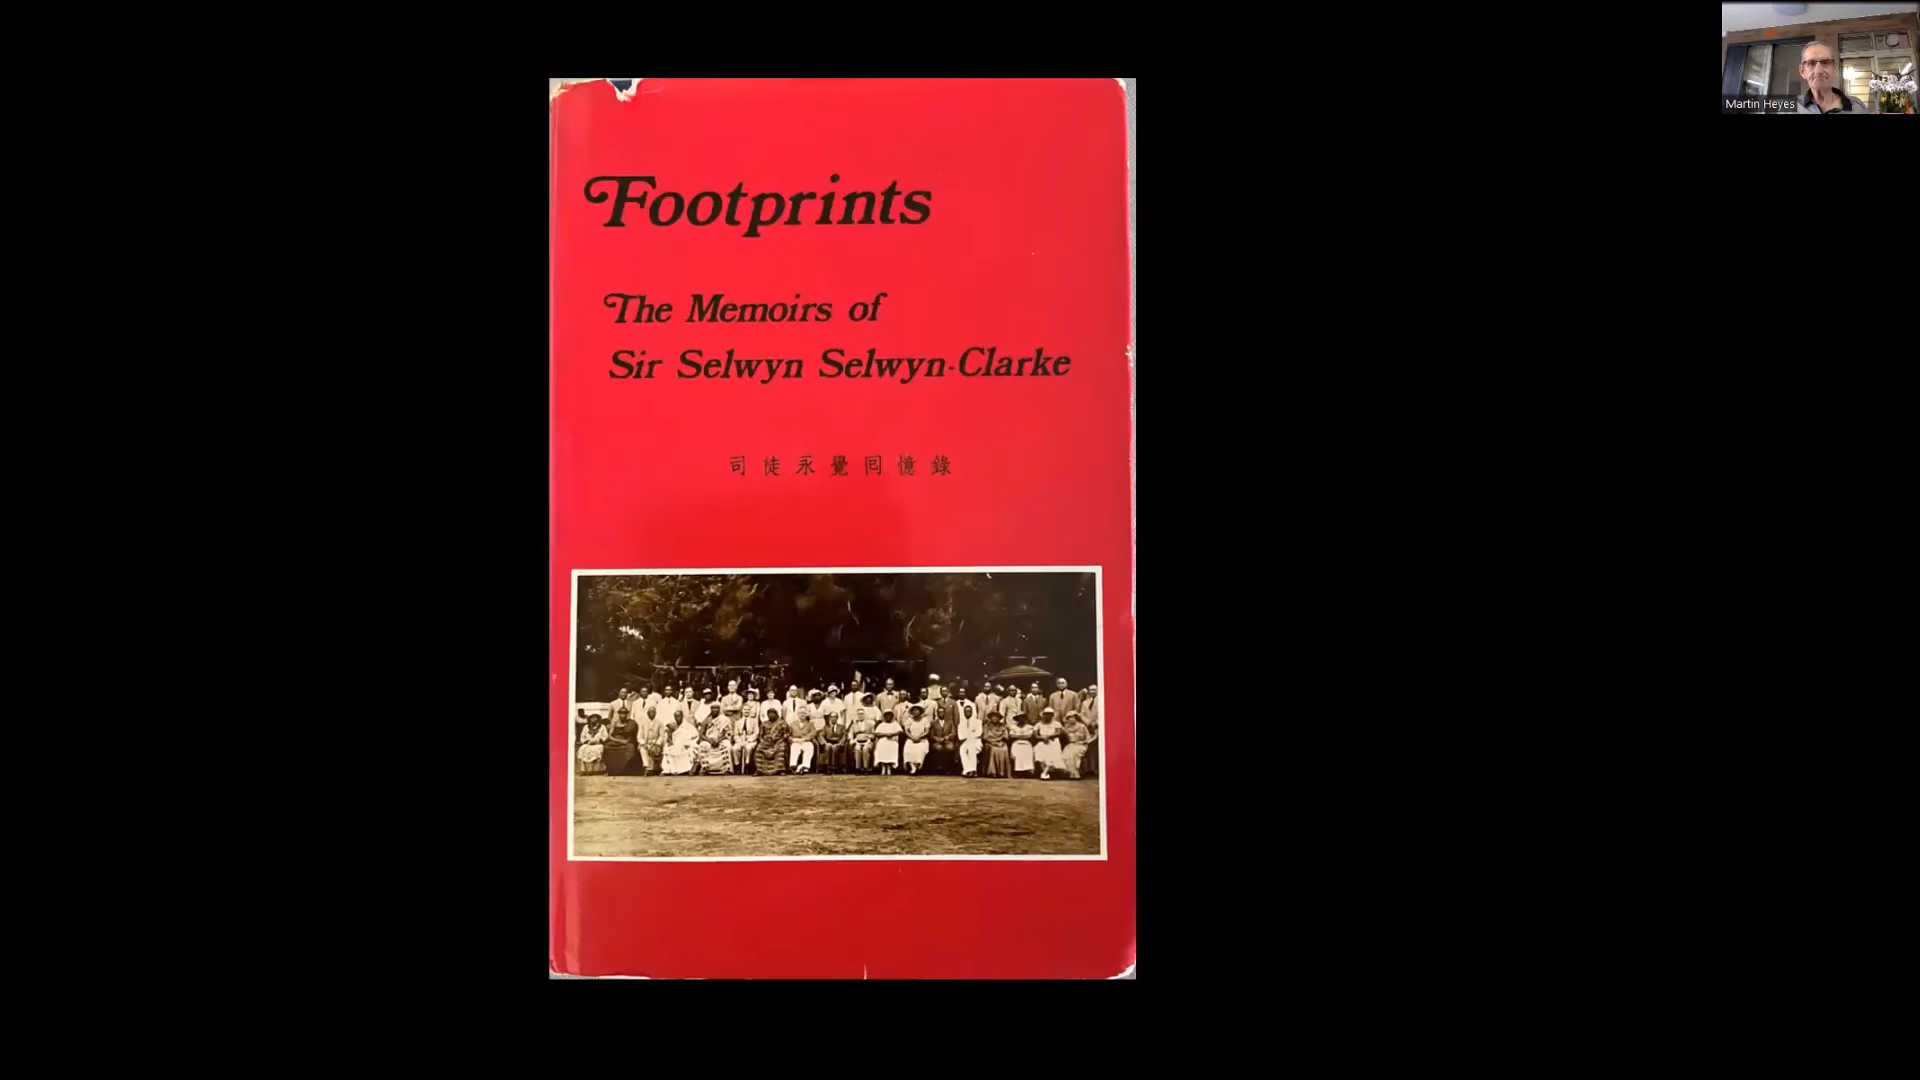 Footprints
The Memoirs of
Sir Selwyn Selwyn-Clarke
司徒永覺回憶錄
Martin Heyes